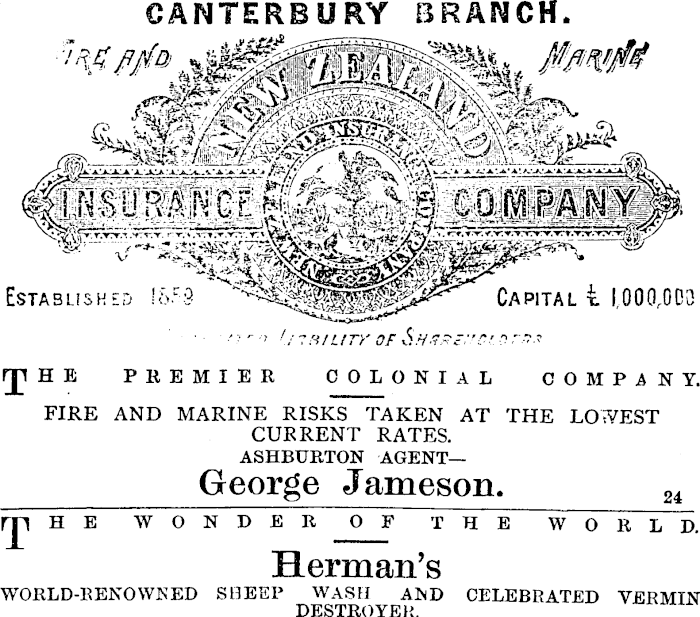 CANTERBURY BRANCH.
FIRE AND MARINE
NEW ZEALAND
INSURANCE COMPANY
ESTABLISHED 1859 CAPITAL £ 1,000,000
LIABILITY OF SHAREHOLDERS
THE PREMIER COLONIAL COMPANY.
FIRE AND MARINE RISKS TAKEN AT THE LOWEST
CURRENT RATES.
ASHBURTON AGENT—
George Jameson.
24
THE WONDER OF THE WORLD.
Herman's
WORLD-RENOWNED SHEEP WASH AND CELEBRATED VERMIN
DESTROYER.